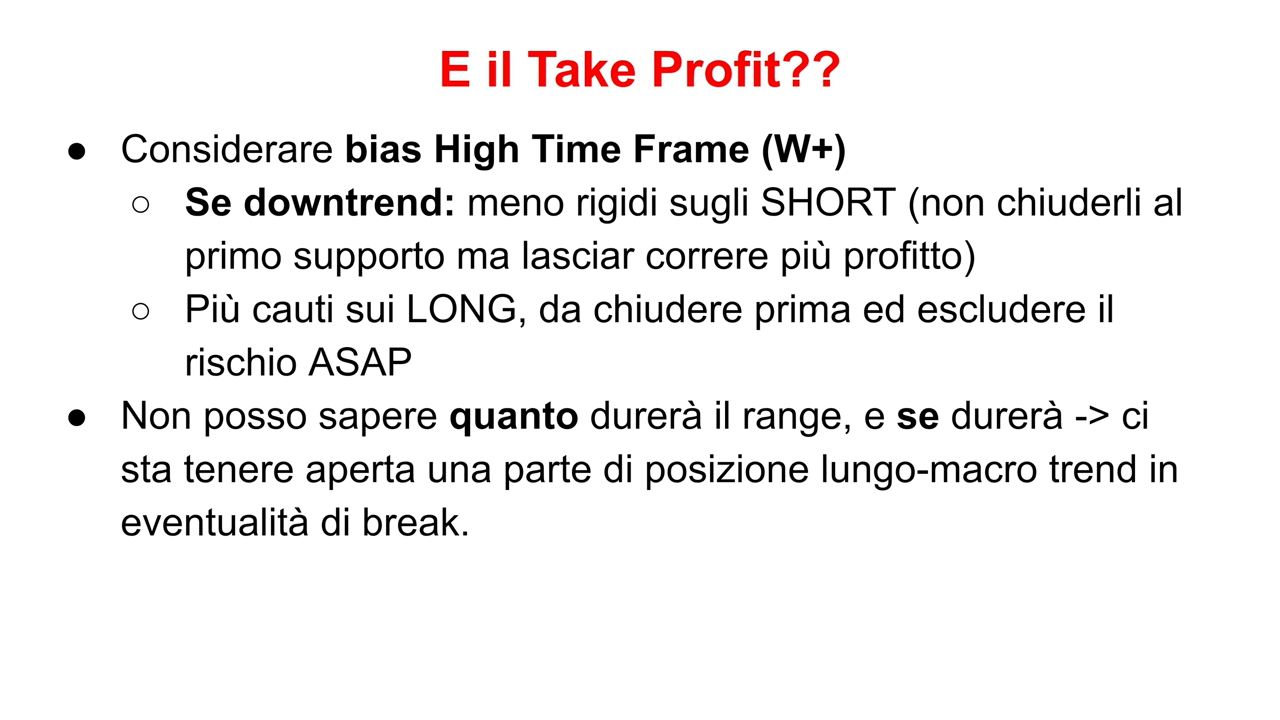 E il Take Profit??
● Considerare bias High Time Frame (W+)
○ Se downtrend: meno rigidi sugli SHORT (non chiuderli al
primo supporto ma lasciar correre più profitto)
○ Più cauti sui LONG, da chiudere prima ed escludere il
rischio ASAP
● Non posso sapere quanto durerà il range, e se durerà -> ci
sta tenere aperta una parte di posizione lungo-macro trend in
eventualità di break.